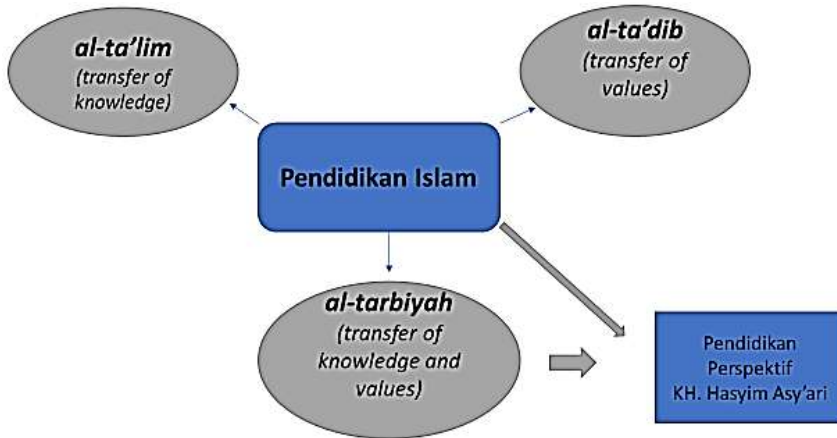 al-ta'lim
(transfer of
knowledge)
al-ta'dib
(transfer of
values)
Pendidikan Islam
al-tarbiyah
(transfer of
knowledge and
values)
Pendidikan
Perspektif
KH. Hasyim Asy'ari